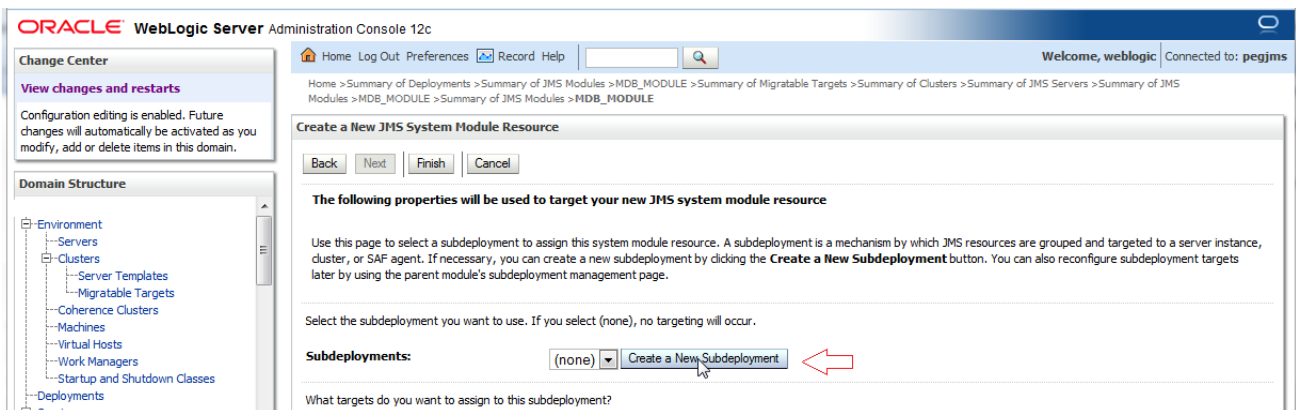 ORACLE WebLogic Server Administration Console 12c
Change Center
View changes and restarts
Configuration editing is enabled. Future
changes will automatically be activated as you
modify, add or delete items in this domain.
Domain Structure
Environment
Servers
Clusters
Server Templates
Migratable Targets
Coherence Clusters
Machines
Virtual Hosts
Work Managers
Startup and Shutdown Classes
Deployments
Home Log Out Preferences Record Help
Welcome, weblogic Connected to: pegjms
Home >Summary of Deployments >Summary of JMS Modules >MDB_MODULE >Summary of Migratable Targets >Summary of Clusters >Summary of JMS Servers >Summary of JMS
Modules >MDB_MODULE >Summary of JMS Modules >MDB_MODULE
Create a New JMS System Module Resource
Back Next Finish Cancel
The following properties will be used to target your new JMS system module resource
Use this page to select a subdeployment to assign this system module resource. A subdeployment is a mechanism by which JMS resources are grouped and targeted to a server instance,
cluster, or SAF agent. If necessary, you can create a new subdeployment by clicking the Create a New Subdeployment button. You can also reconfigure subdeployment targets
later by using the parent module's subdeployment management page.
Select the subdeployment you want to use. If you select (none), no targeting will occur.
Subdeployments: (none) Create a New Subdeployment
What targets do you want to assign to this subdeployment?